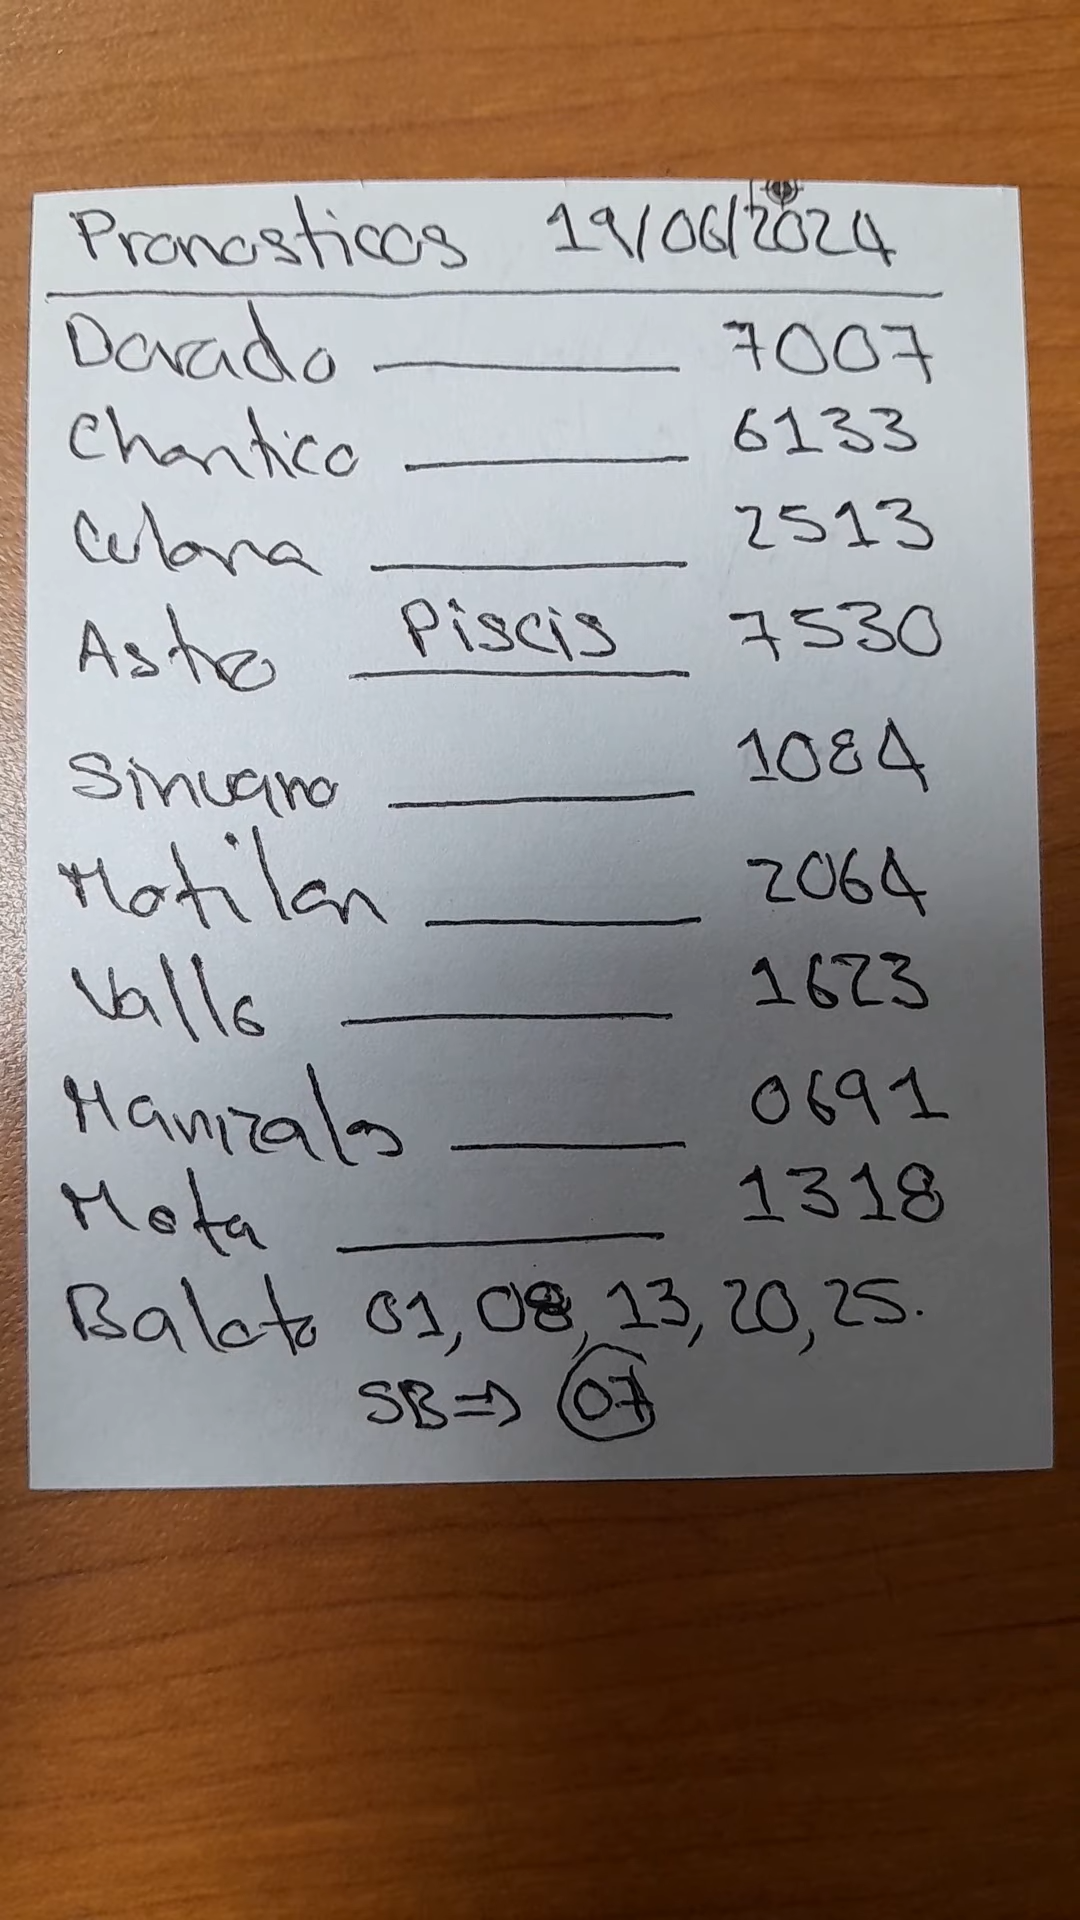 Pronosticos 19/06/2024
Dorado 7007
Chontico 6133
Culona 2513
Astro Piscis 7530
Sinuano 1084
Motilon 2064
Valle 1623
Manizales 0691
Meta 1318
Baloto 01, 08, 13, 20, 25.
SB ⇒ 07